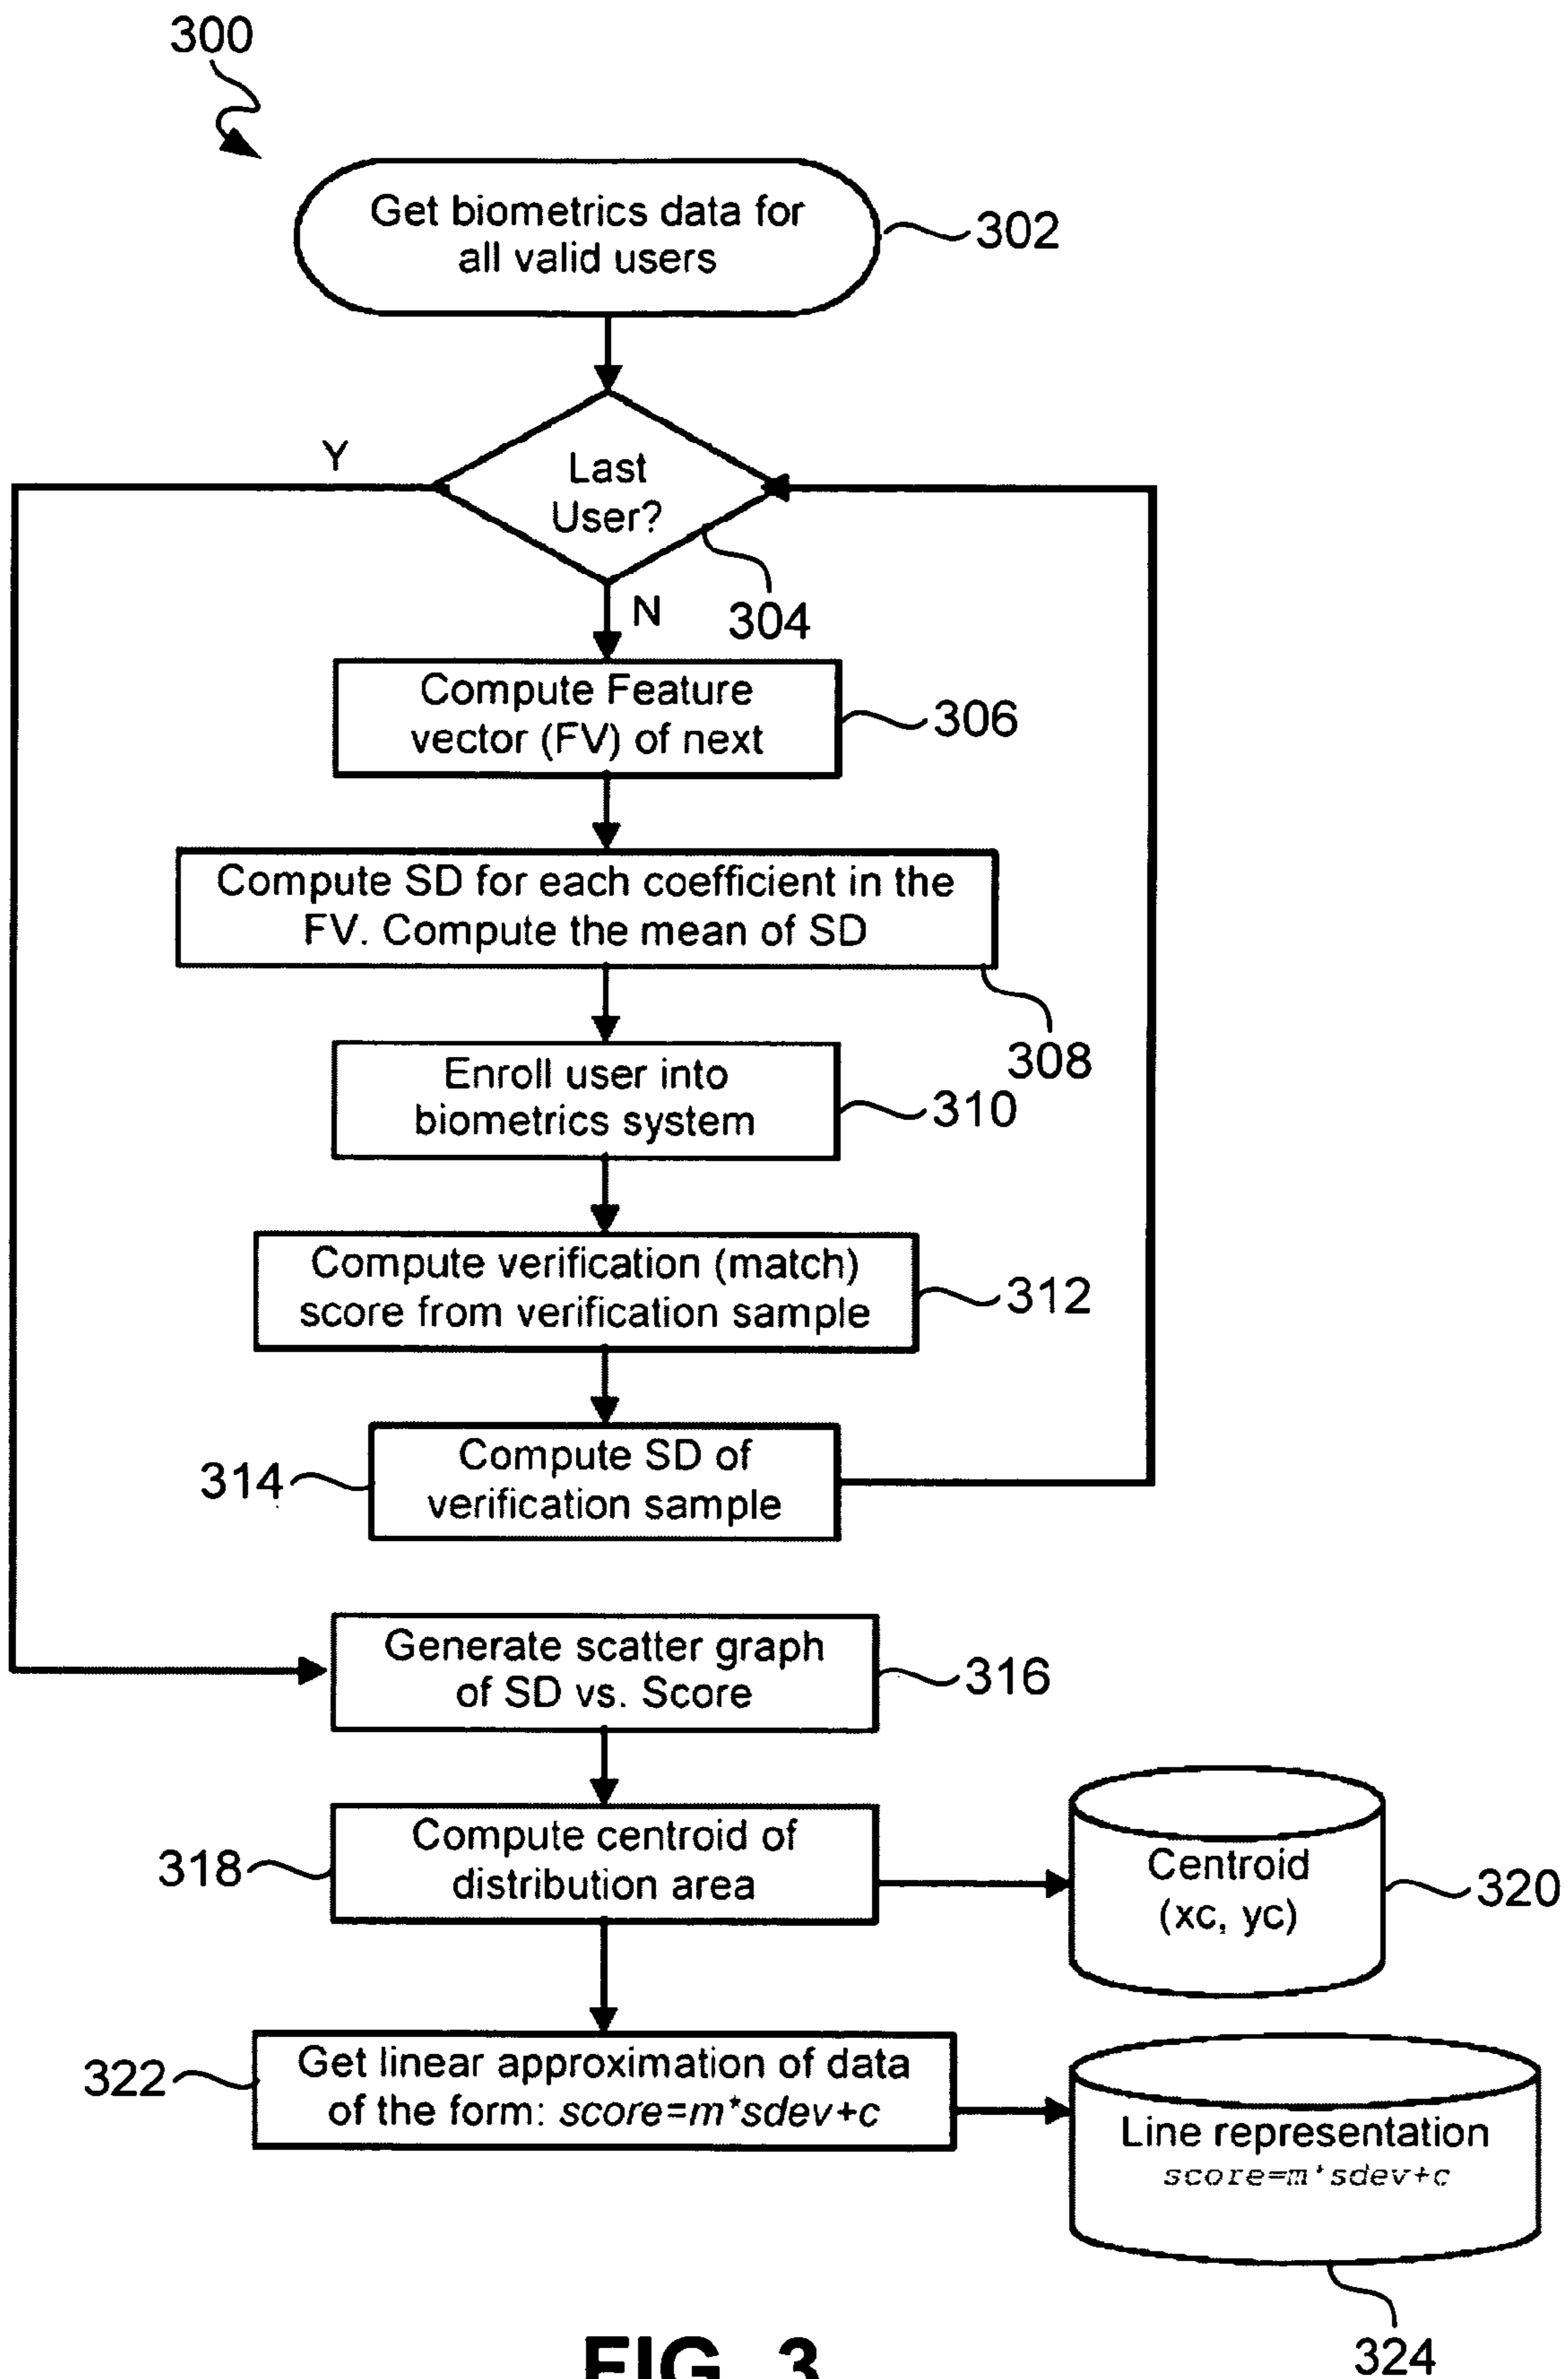 300
Get biometrics data for
all valid users
302
Y
Last
User?
304
N
Compute Feature
vector (FV) of next
306
Compute SD for each coefficient in the
FV. Compute the mean of SD
308
Enroll user into
biometrics system
310
Compute verification (match)
score from verification sample
312
314
Compute SD of
verification sample
Generate scatter graph
of SD vs. Score
316
318
Compute centroid of
distribution area
Centroid
(xc, yc)
320
322
Get linear approximation of data
of the form: score=m*sdev+c
Line representation
score=m*sdev+c
324
FIG. 3